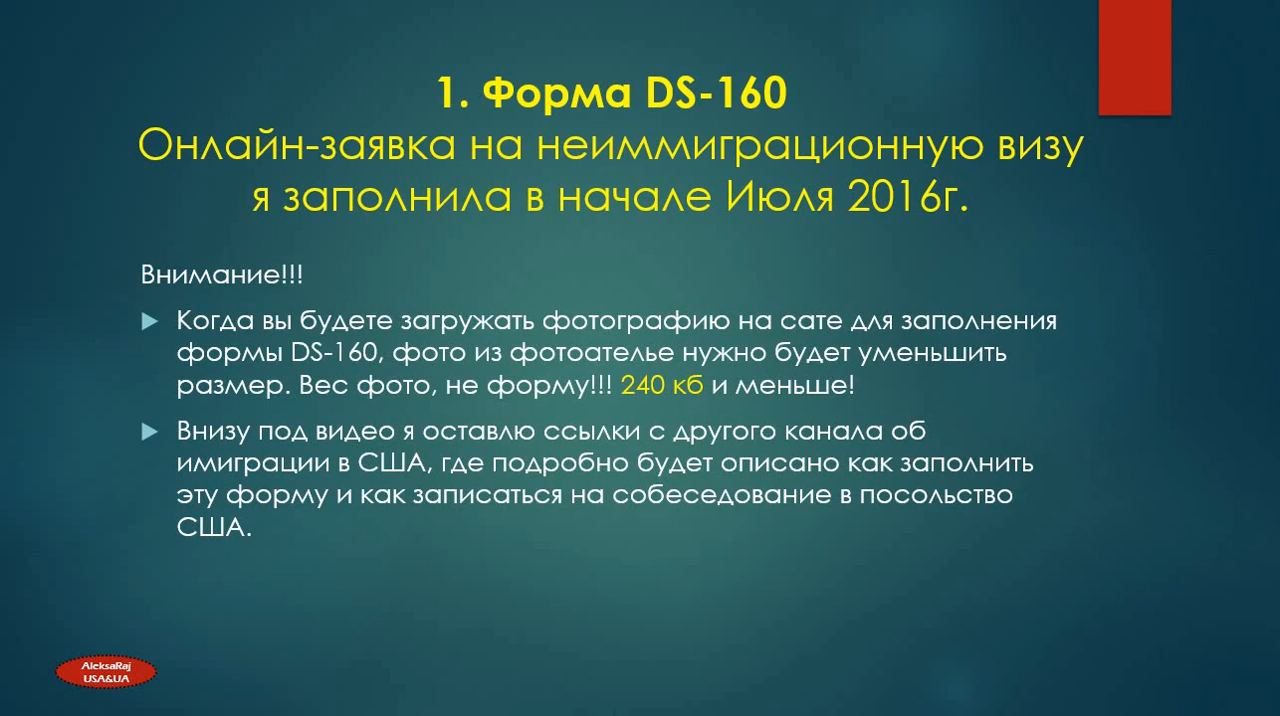 1. Форма DS-160
Онлайн-заявка на неиммиграционную визу
я заполнила в начале Июля 2016г.
Внимание!!!
Когда вы будете загружать фотографию на сате для заполнения
формы DS-160, фото из фотоателье нужно будет уменьшить
размер. Вес фото, не форму!!! 240 кб и меньше!
Внизу под видео я оставлю ссылки с другого канала об
имиграции в США, где подробно будет описано как заполнить
эту форму и как записаться на собеседование в посольство
США.
AleksaRaj
USA&UA